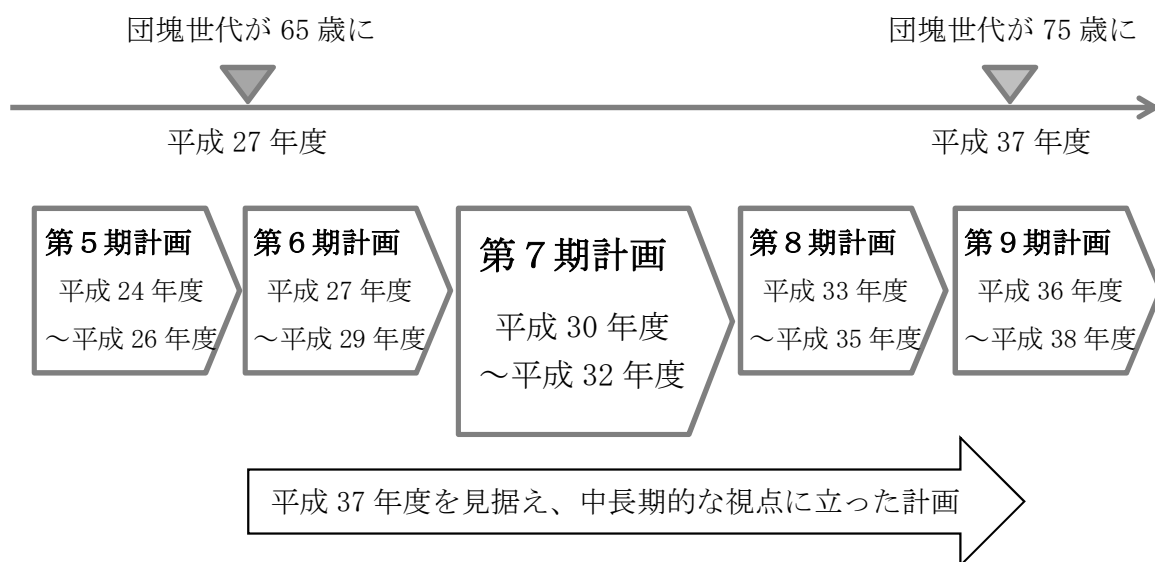 団塊世代が 65 歳に
団塊世代が 75 歳に
平成 27 年度
平成 37 年度
第５期計画
平成 24 年度
～平成 26 年度
第６期計画
平成 27 年度
～平成 29 年度
第７期計画
平成 30 年度
～平成 32 年度
第８期計画
平成 33 年度
～平成 35 年度
第９期計画
平成 36 年度
～平成 38 年度
平成 37 年度を見据え、中長期的な視点に立った計画